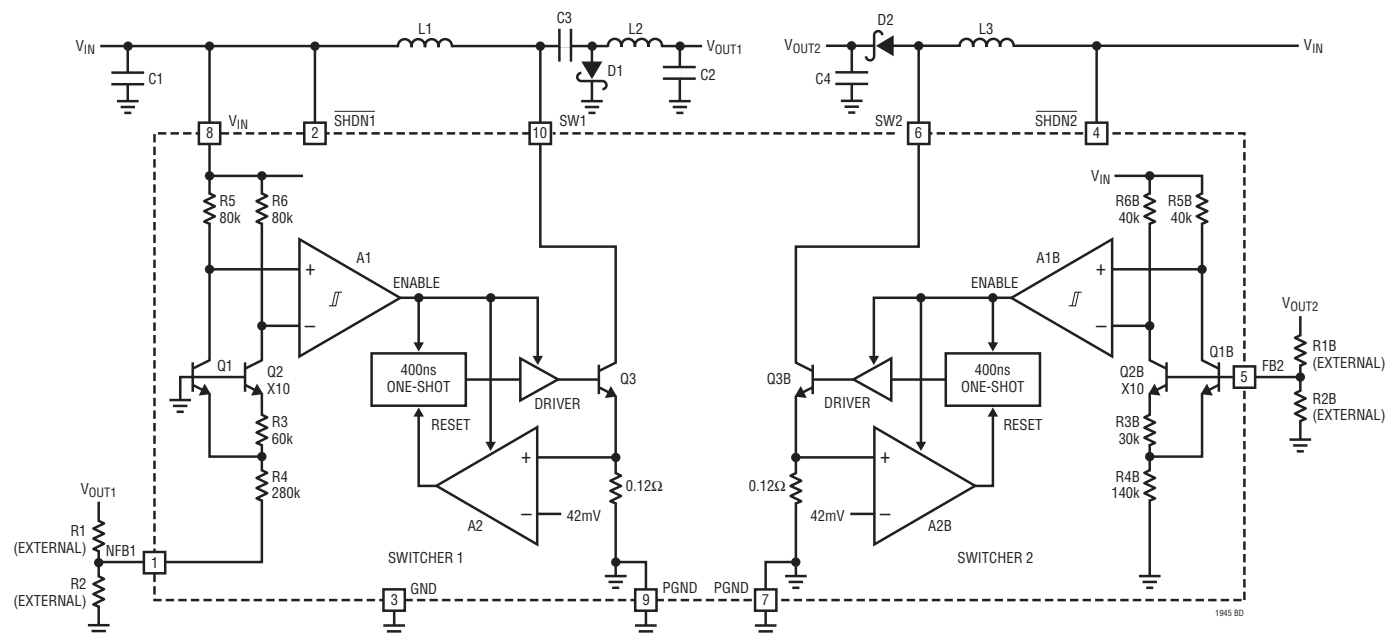 L1
C3
L2
D2
L3
VIN
VOUT1
VOUT2
VIN
C1
D1
C2
C4
VIN
SHDN1
SW1
SW2
SHDN2
8
2
10
6
4
R5
80k
R6
80k
VIN
R6B
40k
R5B
40k
A1
ENABLE
+
−
ENABLE
A1B
+
−
VOUT2
Q1
Q2
X10
400ns
ONE-SHOT
DRIVER
Q3
Q3B
DRIVER
400ns
ONE-SHOT
Q2B
X10
Q1B
5
FB2
R1B
(EXTERNAL)
R2B
(EXTERNAL)
RESET
RESET
R3
60k
R3B
30k
R4
280k
R4B
140k
+
−
A2
42mV
0.12Ω
0.12Ω
+
−
42mV
A2B
VOUT1
R1
(EXTERNAL)
NFB1
1
R2
(EXTERNAL)
SWITCHER 1
SWITCHER 2
3
GND
9
PGND
PGND
7
1945 BD